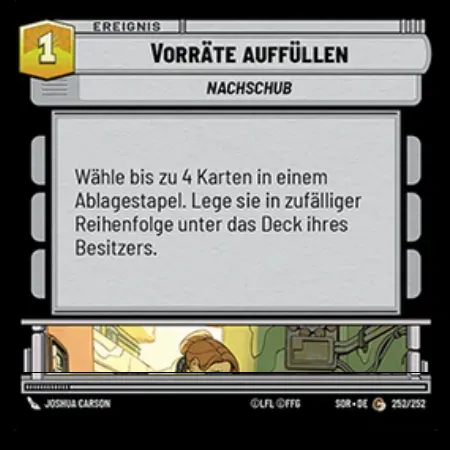 EREIGNIS
1
VORRÄTE AUFFÜLLEN
NACHSCHUB
Wähle bis zu 4 Karten in einem
Ablagestapel. Lege sie in zufälliger
Reihenfolge unter das Deck ihres
Besitzers.
JOSHUA CARSON ©LFL ©FFG SOR • DE C 252/252